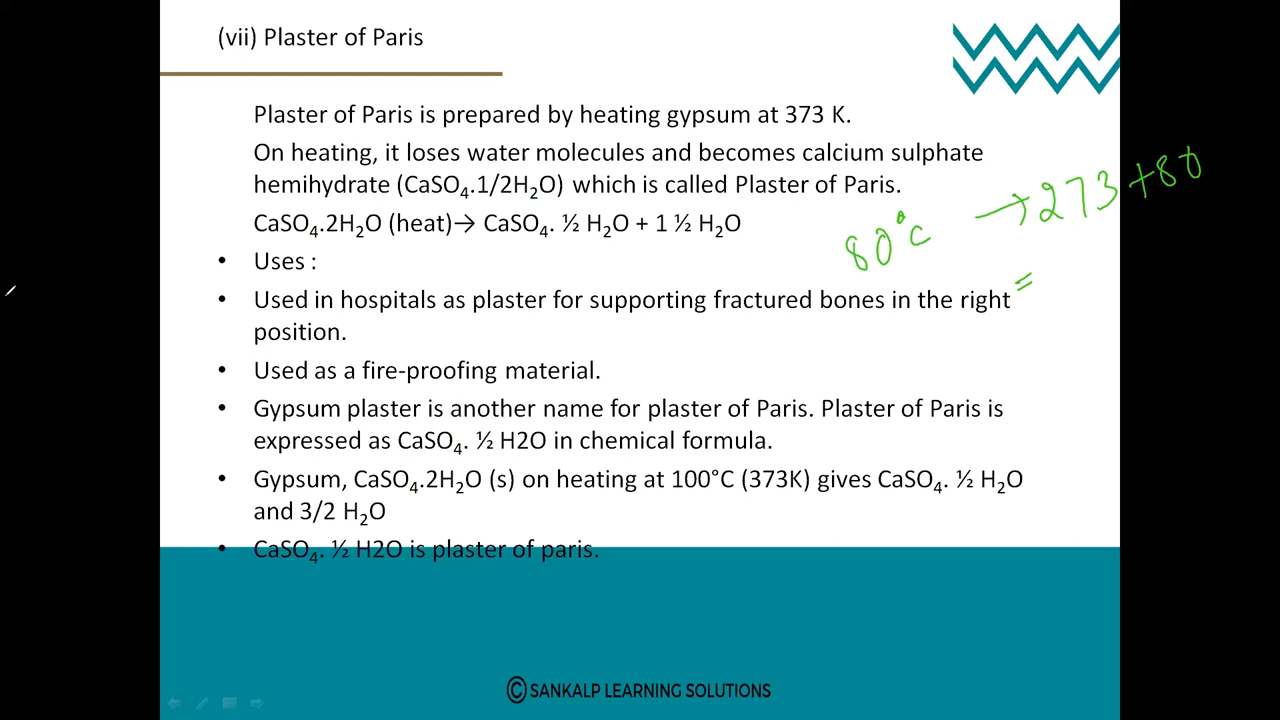 (vii) Plaster of Paris
Plaster of Paris is prepared by heating gypsum at 373 K.
On heating, it loses water molecules and becomes calcium sulphate
hemihydrate (CaSO₄.1/2H₂O) which is called Plaster of Paris.
CaSO₄.2H₂O (heat)→ CaSO₄. ½ H₂O + 1 ½ H₂O
80°C → 273+80
=
• Uses :
• Used in hospitals as plaster for supporting fractured bones in the right
position.
• Used as a fire-proofing material.
• Gypsum plaster is another name for plaster of Paris. Plaster of Paris is
expressed as CaSO₄. ½ H2O in chemical formula.
• Gypsum, CaSO₄.2H₂O (s) on heating at 100°C (373K) gives CaSO₄. ½ H₂O
and 3/2 H₂O
• CaSO₄. ½ H2O is plaster of paris.
© SANKALP LEARNING SOLUTIONS